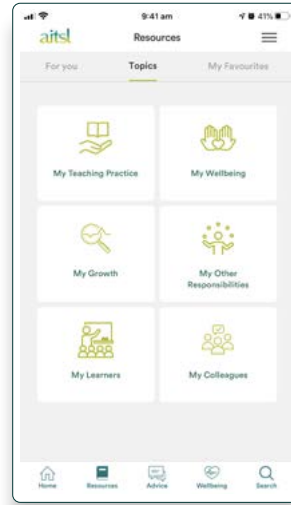 9:41 am
41%
aitsl
Resources
For you
Topics
My Favourites
My Teaching Practice
My Wellbeing
My Growth
My Other
Responsibilities
My Learners
My Colleagues
Home
Resources
Advice
Wellbeing
Search